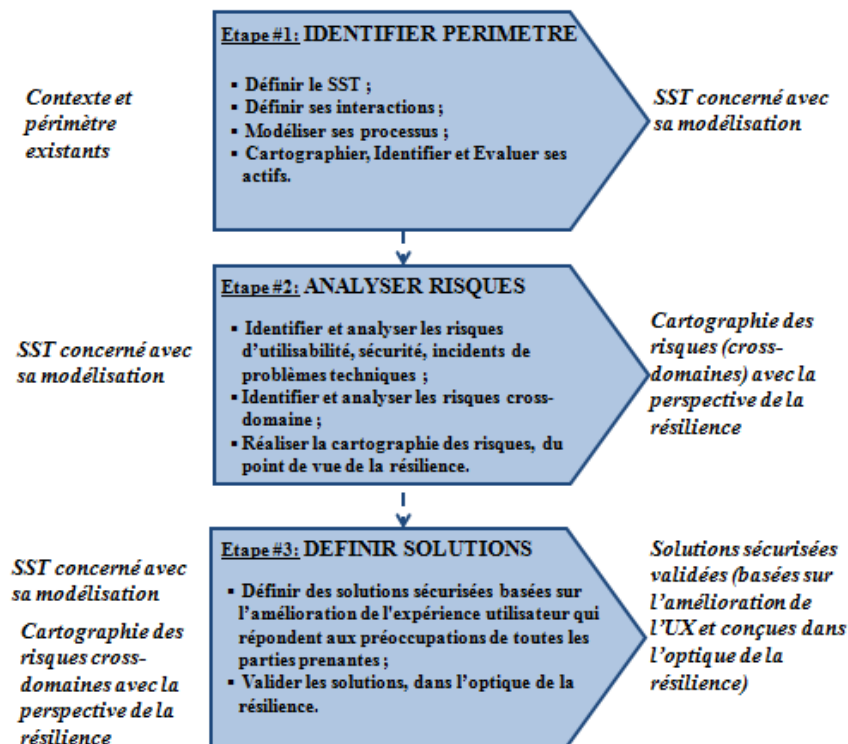 Etape #1: IDENTIFIER PERIMETRE
Contexte et
périmètre
existants
▪ Définir le SST ;
▪ Définir ses interactions ;
▪ Modéliser ses processus ;
▪ Cartographier, Identifier et Evaluer ses
actifs.
SST concerné avec
sa modélisation
Etape #2: ANALYSER RISQUES
SST concerné avec
sa modélisation
▪ Identifier et analyser les risques
d'utilisabilité, sécurité, incidents de
problèmes techniques ;
▪ Identifier et analyser les risques cross-
domaine ;
▪ Réaliser la cartographie des risques, du
point de vue de la résilience.
Cartographie des
risques (cross-
domaines) avec la
perspective de la
résilience
Etape #3: DEFINIR SOLUTIONS
SST concerné avec
sa modélisation
Cartographie des
risques cross-
domaines avec la
perspective de la
résilience
▪ Définir des solutions sécurisées basées sur
l'amélioration de l'expérience utilisateur qui
répondent aux préoccupations de toutes les
parties prenantes ;
▪ Valider les solutions, dans l'optique de la
résilience.
Solutions sécurisées
validées (basées sur
l'amélioration de
l'UX et conçues dans
l'optique de la
résilience)